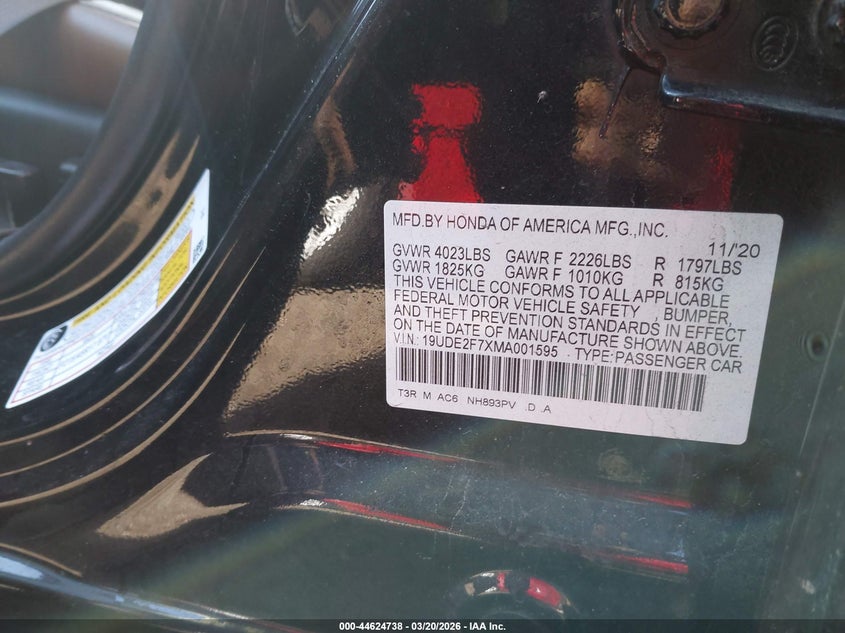 MFD.BY HONDA OF AMERICA MFG.,INC.
11/'20
GVWR 4023LBS GAWR F 2226LBS R 1797LBS
GVWR 1825KG GAWR F 1010KG R 815KG
THIS VEHICLE CONFORMS TO ALL APPLICABLE
FEDERAL MOTOR VEHICLE SAFETY , BUMPER,
AND THEFT PREVENTION STANDARDS IN EFFECT
ON THE DATE OF MANUFACTURE SHOWN ABOVE.
V.I.N.: 19UDE2F7XMA001595 . TYPE:PASSENGER CAR
T3R M AC6 NH893PV .D .A
000-44624738 - 03/20/2026 - IAA Inc.